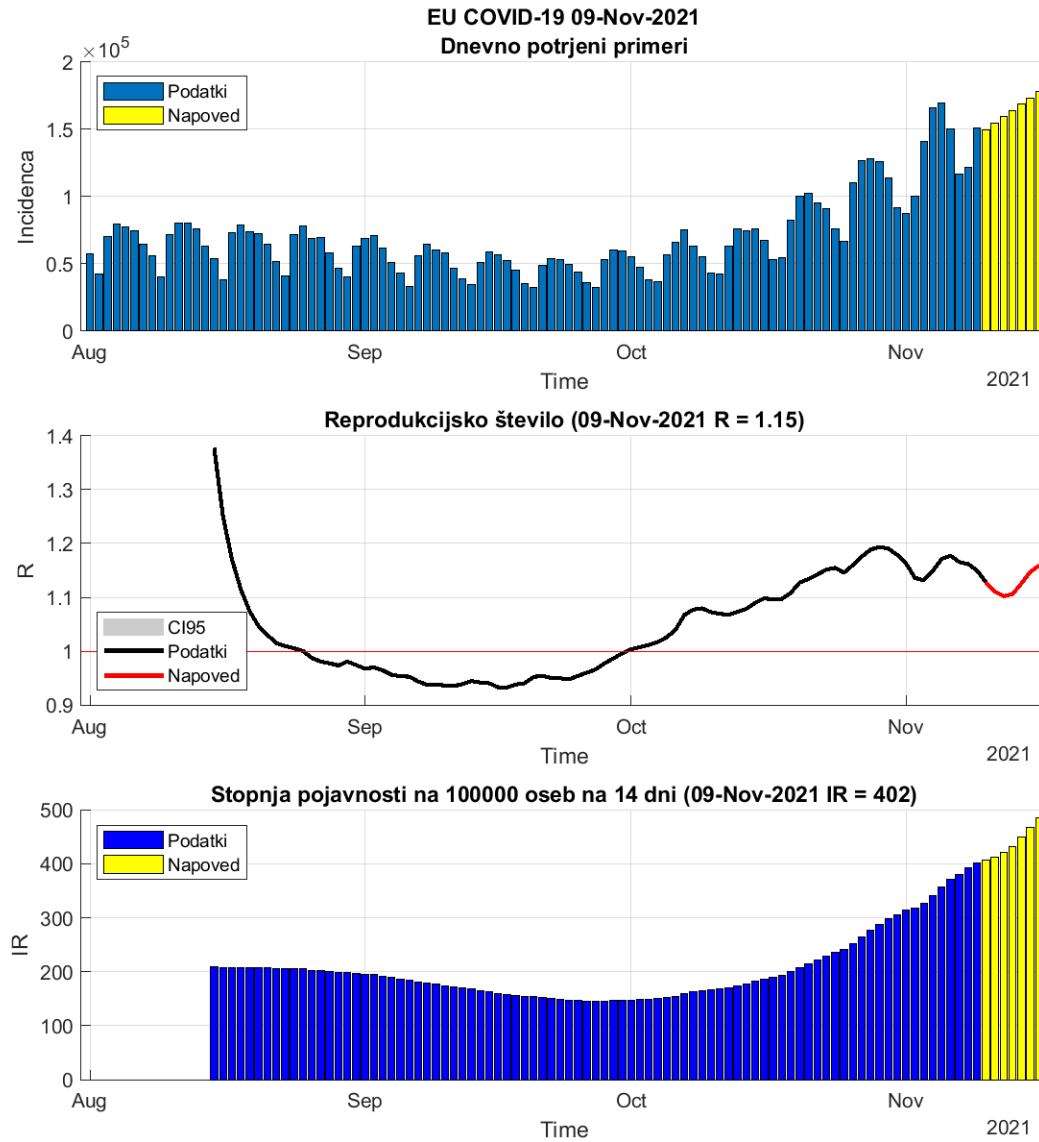 EU COVID-19 09-Nov-2021
Dnevno potrjeni primeri
×10⁵
2
1.5
1
0.5
0
Incidenca
Podatki
Napoved
Aug
Sep
Oct
Nov
Time
2021
Reprodukcijsko število (09-Nov-2021 R = 1.15)
1.4
1.3
1.2
1.1
1
0.9
R
CI95
Podatki
Napoved
Aug
Sep
Oct
Nov
Time
2021
Stopnja pojavnosti na 100000 oseb na 14 dni (09-Nov-2021 IR = 402)
500
400
300
200
100
0
IR
Podatki
Napoved
Aug
Sep
Oct
Nov
Time
2021